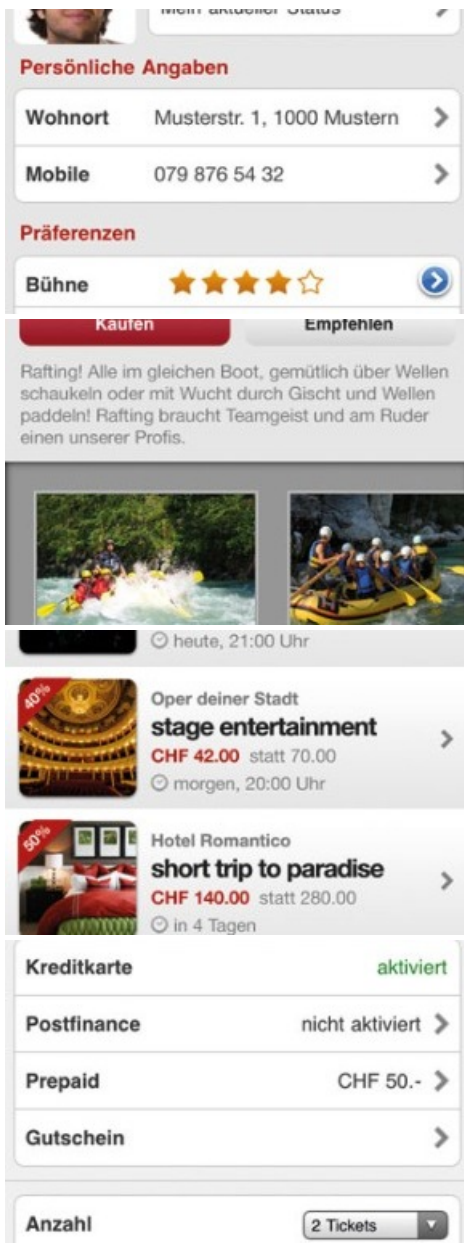 Mein aktueller Status
Persönliche Angaben
Wohnort Musterstr. 1, 1000 Mustern
Mobile 079 876 54 32
Präferenzen
Bühne
Kaufen Empfehlen
Rafting! Alle im gleichen Boot, gemütlich über Wellen
schaukeln oder mit Wucht durch Gischt und Wellen
paddeln! Rafting braucht Teamgeist und am Ruder
einen unserer Profis.
heute, 21:00 Uhr
40%
Oper deiner Stadt
stage entertainment
CHF 42.00 statt 70.00
morgen, 20:00 Uhr
50%
Hotel Romantico
short trip to paradise
CHF 140.00 statt 280.00
in 4 Tagen
Kreditkarte aktiviert
Postfinance nicht aktiviert
Prepaid CHF 50.-
Gutschein
Anzahl 2 Tickets